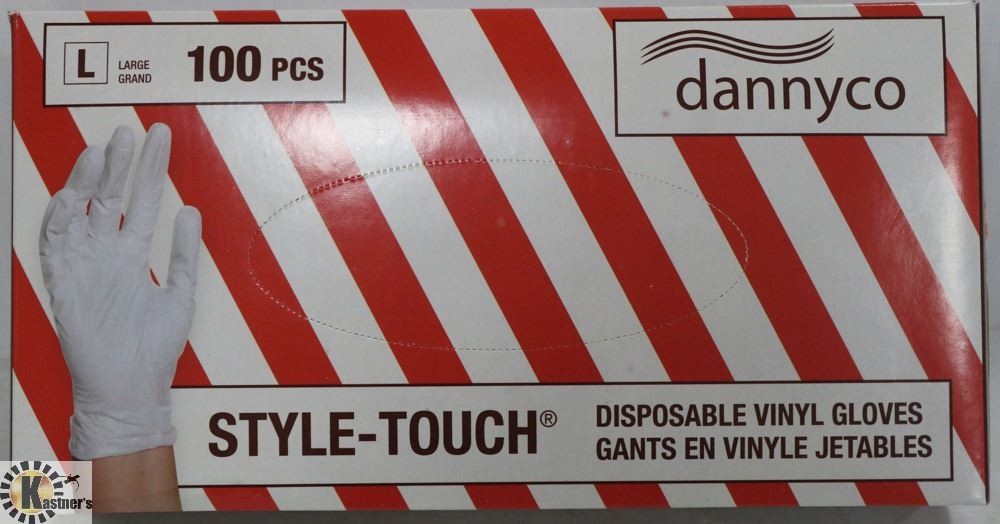 L
LARGE
GRAND
100 PCS
dannyco
STYLE-TOUCH®
DISPOSABLE VINYL GLOVES
GANTS EN VINYLE JETABLES
Kastner's